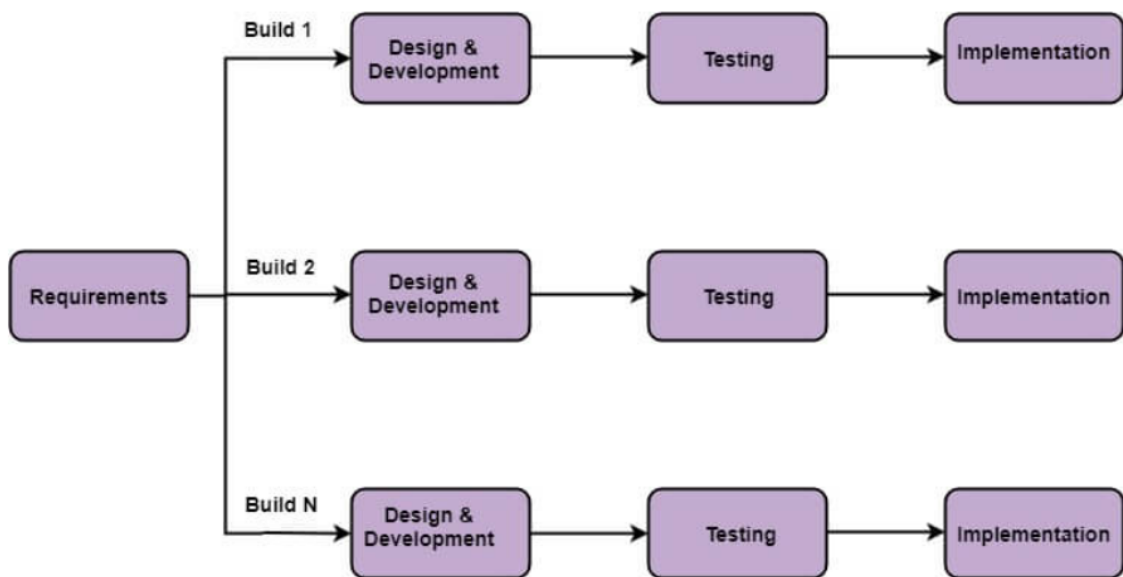 Build 1
Design &
Development
Testing
Implementation
Requirements
Build 2
Design &
Development
Testing
Implementation
Build N
Design &
Development
Testing
Implementation